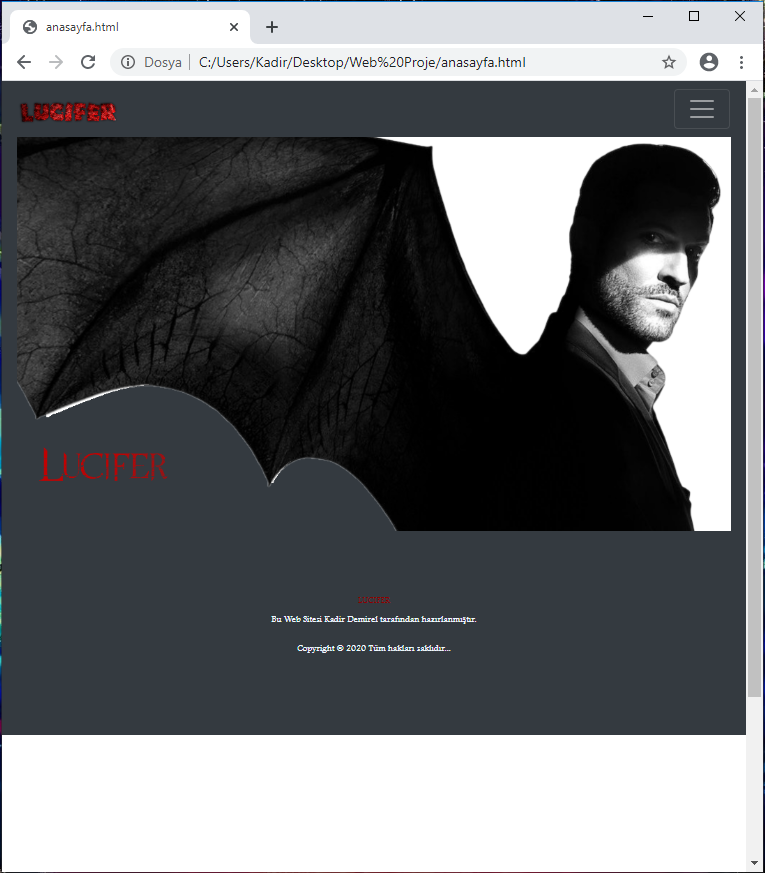 anasayfa.html
Dosya | C:/Users/Kadir/Desktop/Web%20Proje/anasayfa.html
LUCIFER
LUCIFER
LUCIFER
Bu Web Sitesi Kadir Demirel tarafından hazırlanmıştır.
Copyright © 2020 Tüm hakları saklıdır...